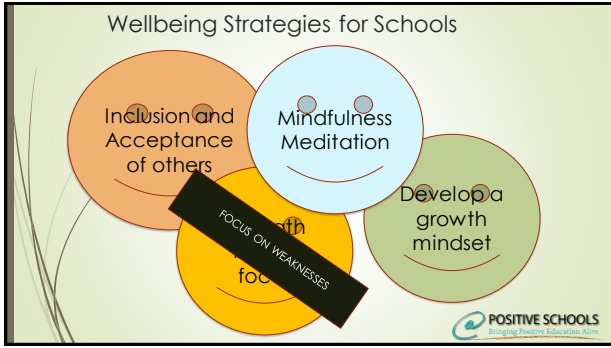 Wellbeing Strategies for Schools
Inclusion and
Acceptance
of others
Mindfulness
Meditation
Develop a
growth
mindset
FOCUS ON WEAKNESSES
POSITIVE SCHOOLS
Bringing Positive Education Alive